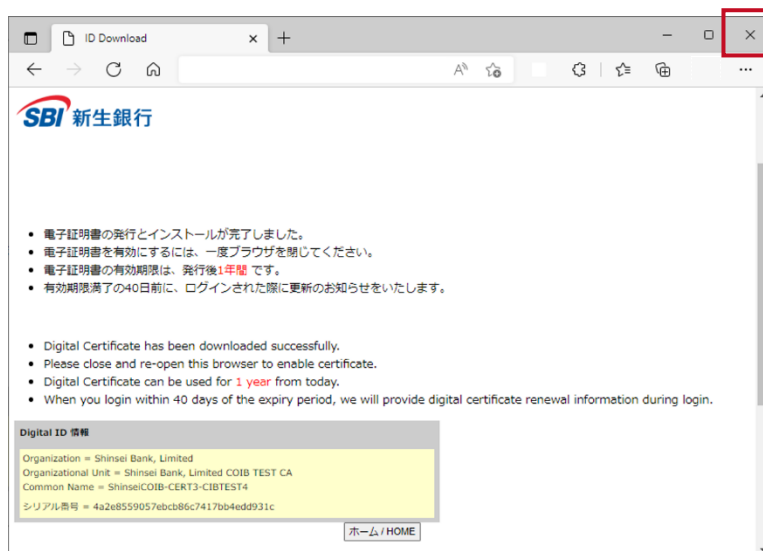 ID Download
SBI 新生銀行
電子証明書の発行とインストールが完了しました。
電子証明書を有効にするには、一度ブラウザを閉じてください。
電子証明書の有効期限は、発行後1年間 です。
有効期限満了の40日前に、ログインされた際に更新のお知らせをいたします。
Digital Certificate has been downloaded successfully.
Please close and re-open this browser to enable certificate.
Digital Certificate can be used for 1 year from today.
When you login within 40 days of the expiry period, we will provide digital certificate renewal information during login.
Digital ID 情報
Organization = Shinsei Bank, Limited
Organizational Unit = Shinsei Bank, Limited COIB TEST CA
Common Name = ShinseiCOIB-CERT3-CIBTEST4
シリアル番号 = 4a2e8559057ebcb86c7417bb4edd931c
ホーム / HOME